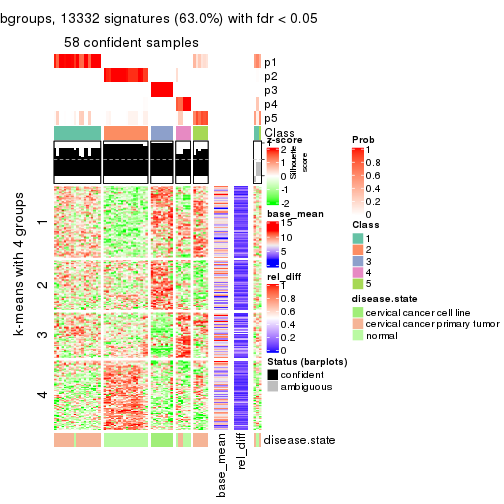 bgroups, 13332 signatures (63.0%) with fdr < 0.05
58 confident samples
p1
p2
p3
p4
p5
Class
z-score
2
1
0
-1
-2
Silhouette
score
base_mean
15
10
5
0
rel_diff
1
0.8
0.6
0.4
0.2
0
Status (barplots)
confident
ambiguous
Prob
1
0.8
0.6
0.4
0.2
0
Class
1
2
3
4
5
disease.state
cervical cancer cell line
cervical cancer primary tumor
normal
k-means with 4 groups
1
2
3
4
disease.state
base_mean
rel_diff